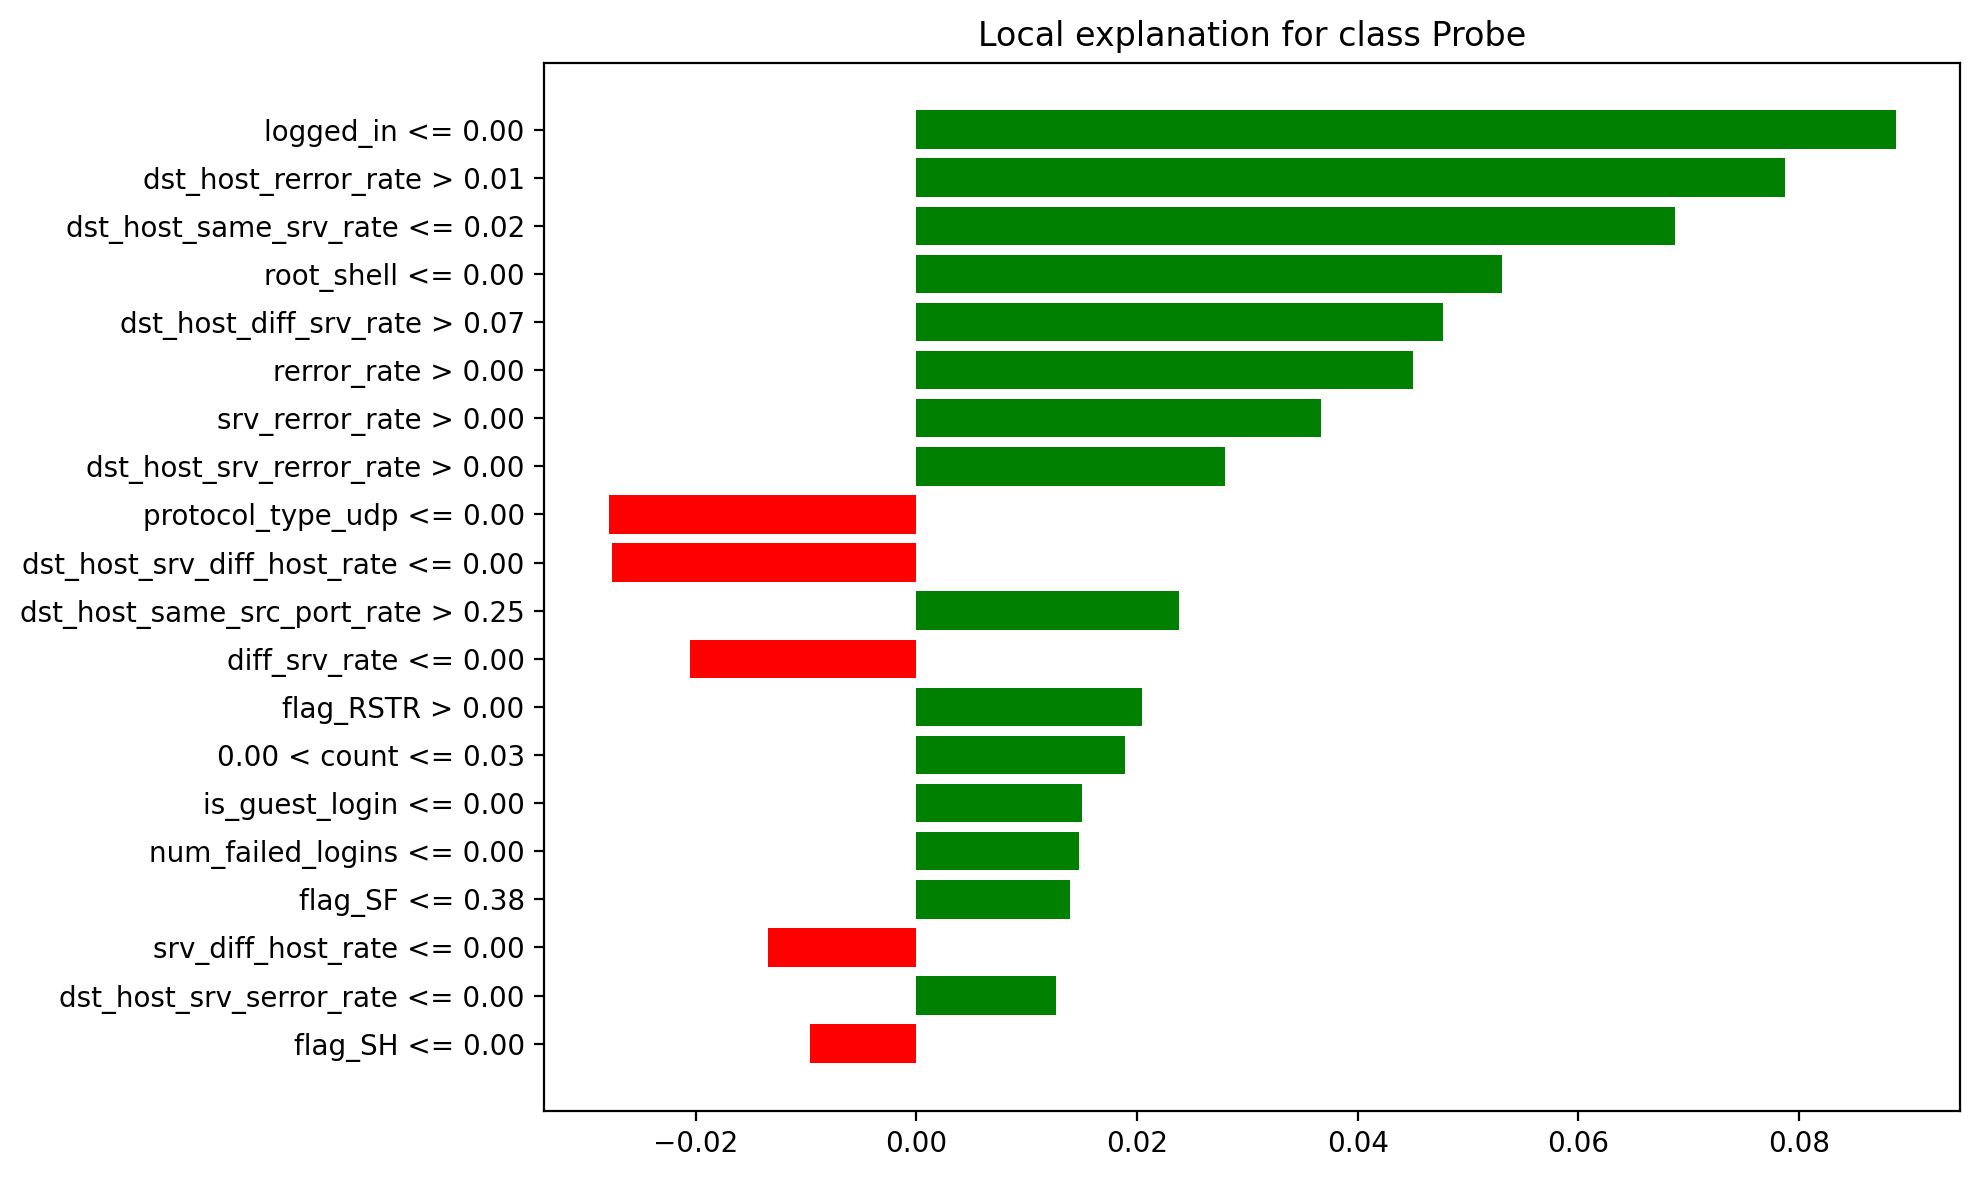 Local explanation for class Probe
logged_in <= 0.00
dst_host_rerror_rate > 0.01
dst_host_same_srv_rate <= 0.02
root_shell <= 0.00
dst_host_diff_srv_rate > 0.07
rerror_rate > 0.00
srv_rerror_rate > 0.00
dst_host_srv_rerror_rate > 0.00
protocol_type_udp <= 0.00
dst_host_srv_diff_host_rate <= 0.00
dst_host_same_src_port_rate > 0.25
diff_srv_rate <= 0.00
flag_RSTR > 0.00
0.00 < count <= 0.03
is_guest_login <= 0.00
num_failed_logins <= 0.00
flag_SF <= 0.38
srv_diff_host_rate <= 0.00
dst_host_srv_serror_rate <= 0.00
flag_SH <= 0.00
−0.02 0.00 0.02 0.04 0.06 0.08